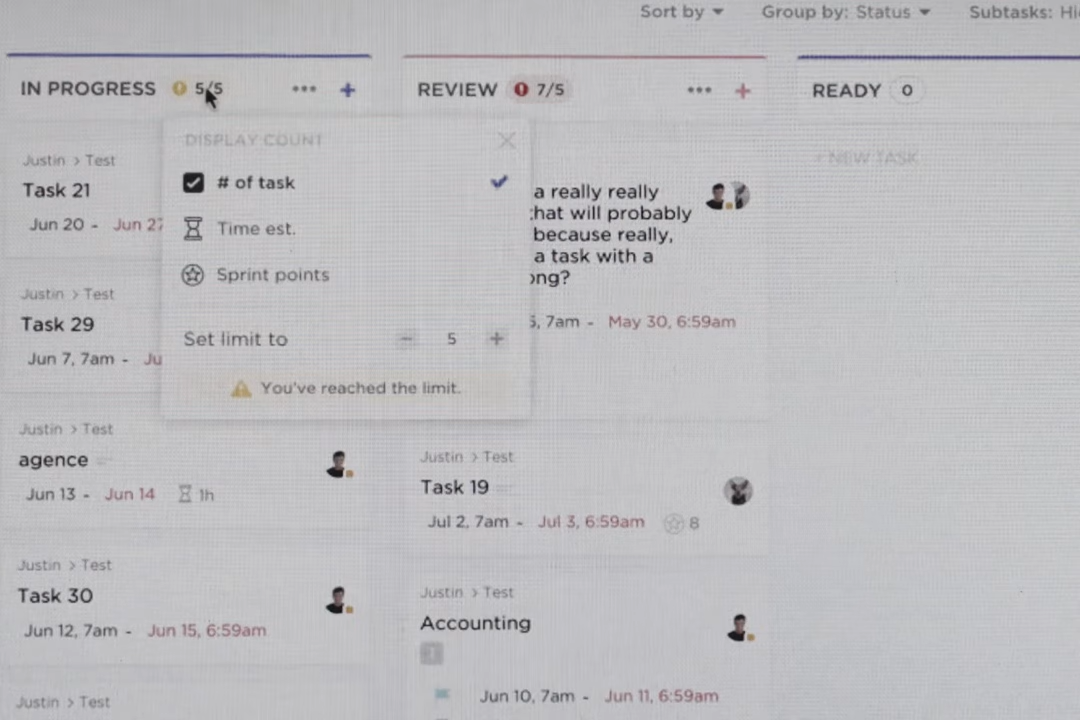 Sort by
Group by: Status
Subtasks:
IN PROGRESS 5/5
REVIEW 7/5
READY 0
DISPLAY COUNT
# of task
Time est.
Sprint points
Set limit to
5
You've reached the limit.
Justin > Test
Task 21
Jun 20 - Jun 27
Justin > Test
Task 29
Jun 7, 7am -
Justin > Test
agence
Jun 13 - Jun 14 1h
Justin > Test
Task 30
Jun 12, 7am - Jun 15, 6:59am
Justin > Test
a really really
that will probably
because really,
a task with a
7am - May 30, 6:59am
Justin > Test
Task 19
Jul 2, 7am - Jul 3, 6:59am 8
Justin > Test
Accounting
Jun 10, 7am - Jun 11, 6:59am
+ NEW TASK